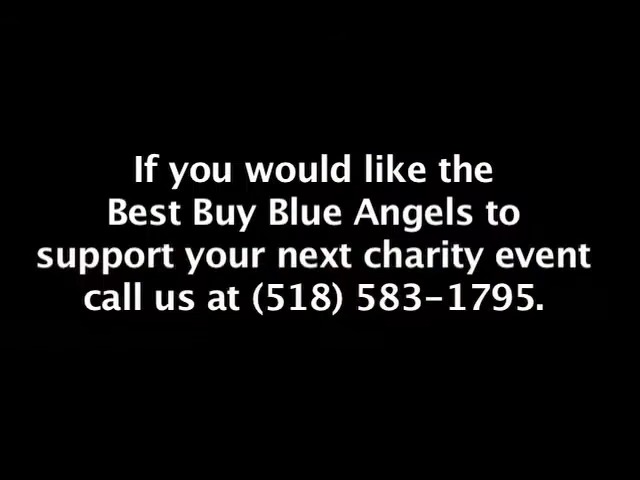 If you would like the
Best Buy Blue Angels to
support your next charity event
call us at (518) 583-1795.